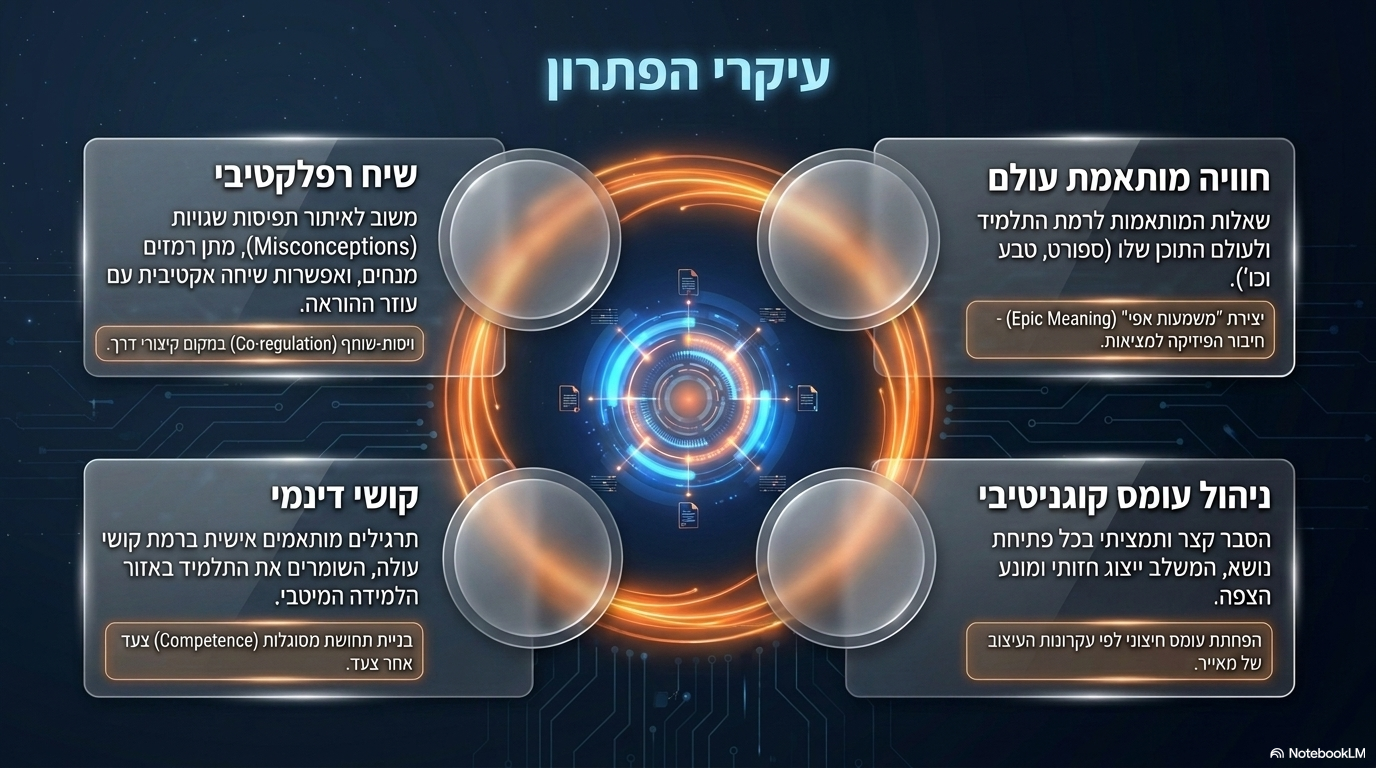 עיקרי הפתרון
חוויה מותאמת עולם
שאלות המותאמות לרמת התלמיד
ולעולם התוכן שלו (ספורט, טבע
וכו').
יצירת "משמעות אפי" (Epic Meaning) -
חיבור הפיזיקה למציאות.
שיח רפלקטיבי
משוב לאיתור תפיסות שגויות
(Misconceptions), מתן רמזים
מנחים, ואפשרות שיחה אקטיבית עם
עוזר ההוראה.
ויסות-שותף (Co-regulation) במקום קיצורי דרך.
ניהול עומס קוגניטיבי
הסבר קצר ותמציתי בכל פתיחת
נושא, המשלב ייצוג חזותי ומונע
הצפה.
הפחתת עומס חיצוני לפי עקרונות העיצוב
של מאייר.
קושי דינמי
תרגילים מותאמים אישית ברמת קושי
עולה, השומרים את התלמיד באזור
הלמידה המיטבי.
בניית תחושת מסוגלות (Competence) צעד
אחר צעד.
NotebookLM